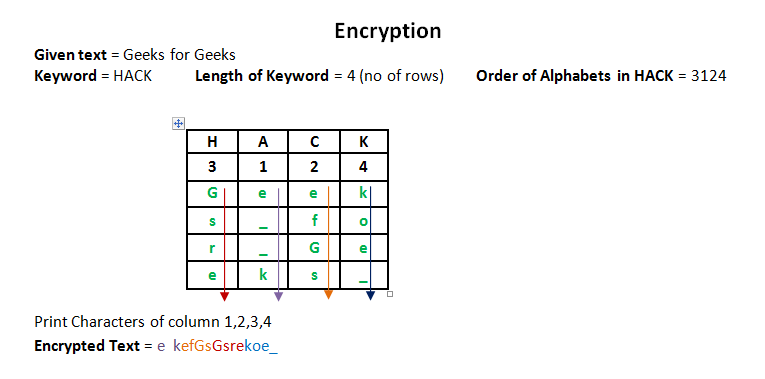 Encryption
Given text = Geeks for Geeks
Keyword = HACK Length of Keyword = 4 (no of rows) Order of Alphabets in HACK = 3124
H A C K
3 1 2 4
G e e k
s _ f o
r _ G e
e k s _
Print Characters of column 1,2,3,4
Encrypted Text = e  kefGsGsrekoe_